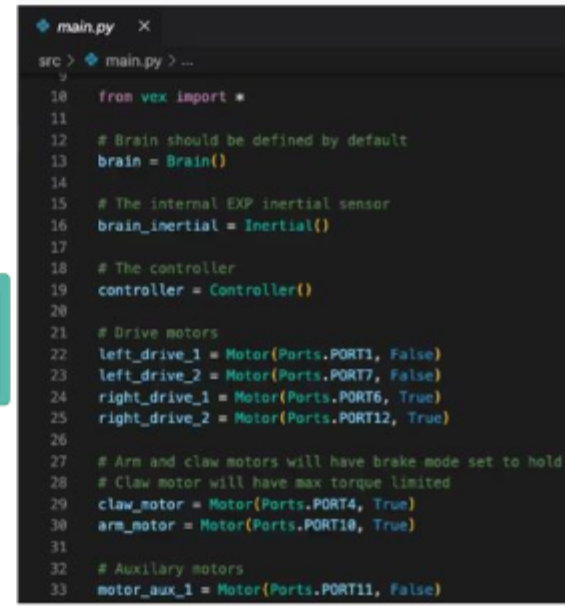 main.py ×
src > main.py > ...
9
10 from vex import *
11
12 # Brain should be defined by default
13 brain = Brain()
14
15 # The internal EXP inertial sensor
16 brain_inertial = Inertial()
17
18 # The controller
19 controller = Controller()
20
21 # Drive motors
22 left_drive_1 = Motor(Ports.PORT1, False)
23 left_drive_2 = Motor(Ports.PORT7, False)
24 right_drive_1 = Motor(Ports.PORT6, True)
25 right_drive_2 = Motor(Ports.PORT12, True)
26
27 # Arm and claw motors will have brake mode set to hold
28 # Claw motor will have max torque limited
29 claw_motor = Motor(Ports.PORT4, True)
30 arm_motor = Motor(Ports.PORT10, True)
31
32 # Auxilary motors
33 motor_aux_1 = Motor(Ports.PORT11, False)